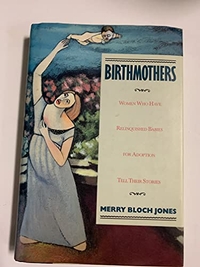 BIRTHMOTHERS
WOMEN WHO HAVE
RELINQUISHED BABIES
FOR ADOPTION
TELL THEIR STORIES
MERRY BLOCH JONES